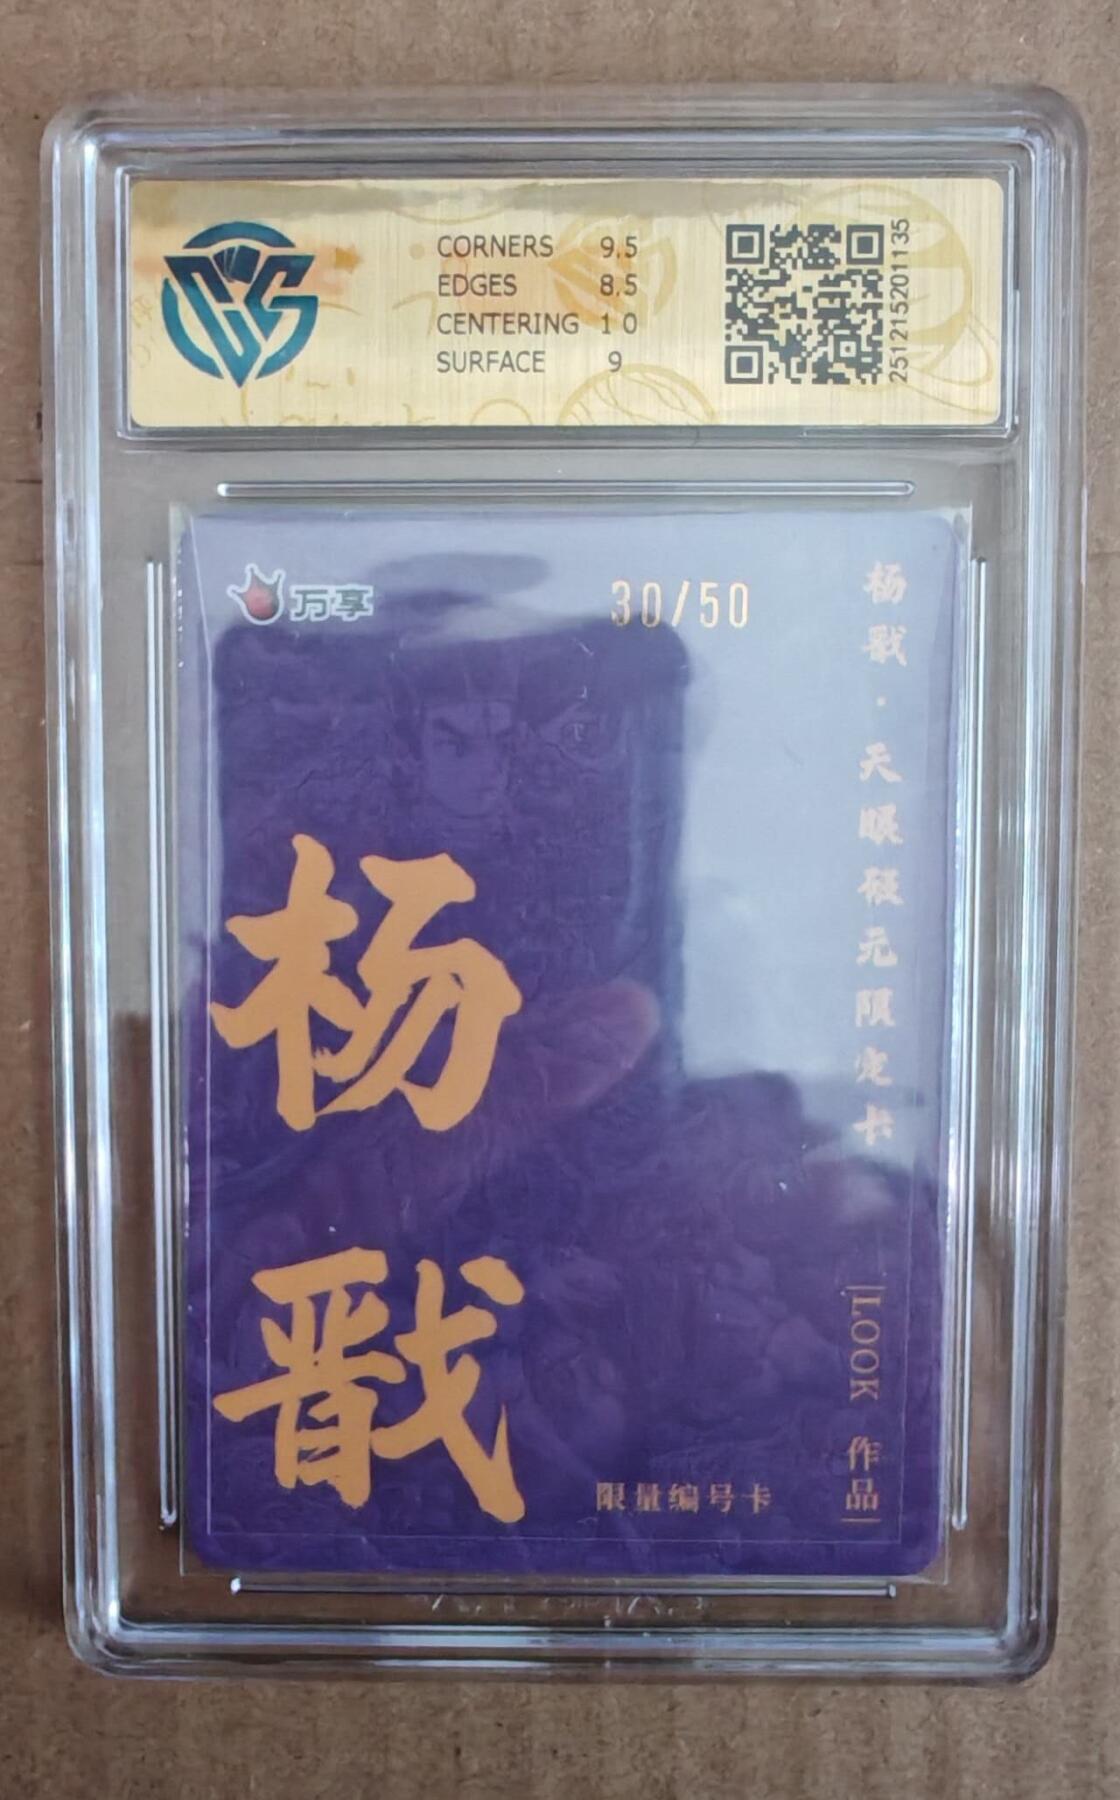 CORNERS 9.5
EDGES 8.5
CENTERING 10
SURFACE 9
251215201135
万享
30/50
杨戬·天眼破元限定卡
杨戬
LOOK 作品
限量编号卡